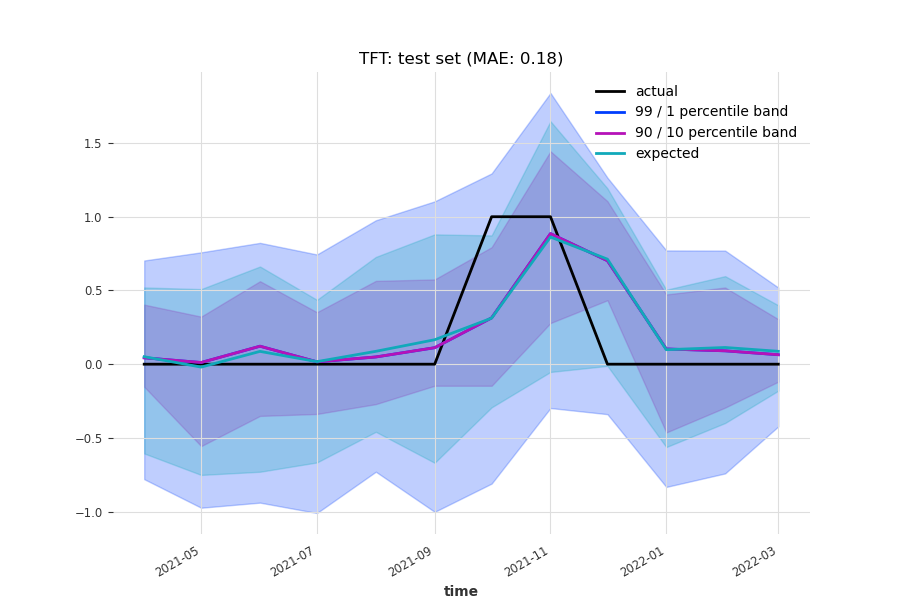 TFT: test set (MAE: 0.18)
actual
99 / 1 percentile band
90 / 10 percentile band
expected
1.5
1.0
0.5
0.0
−0.5
−1.0
2021-05
2021-07
2021-09
2021-11
2022-01
2022-03
time